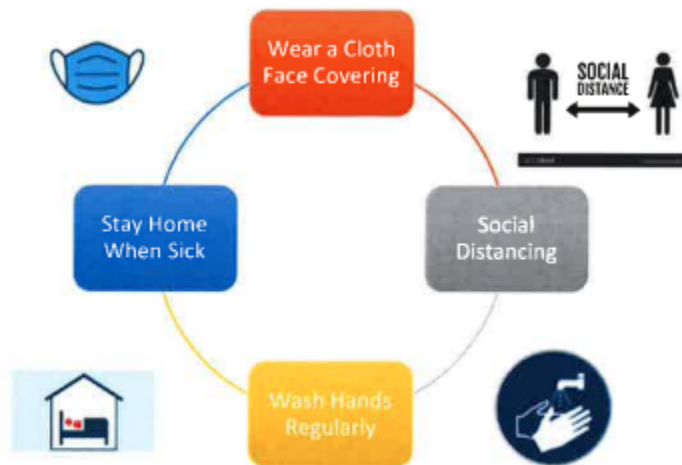 Wear a Cloth
Face Covering
SOCIAL
DISTANCE
Stay Home
When Sick
Social
Distancing
Wash Hands
Regularly